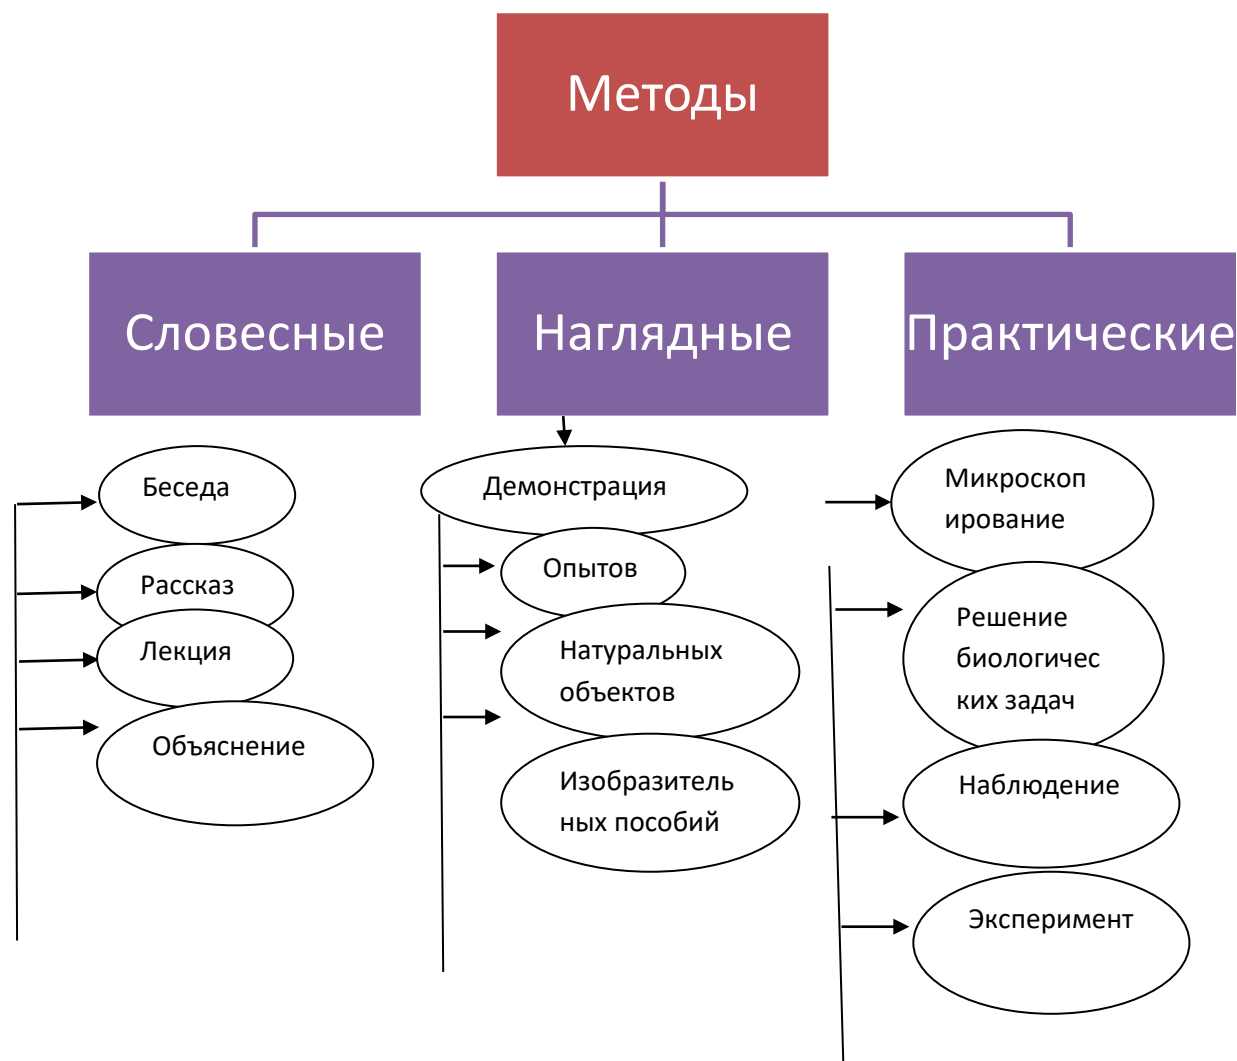 Методы
Словесные
Наглядные
Практические
Беседа
Рассказ
Лекция
Объяснение
Демонстрация
Опытов
Натуральных
объектов
Изобразитель
ных пособий
Микроскоп
ирование
Решение
биологичес
ких задач
Наблюдение
Эксперимент